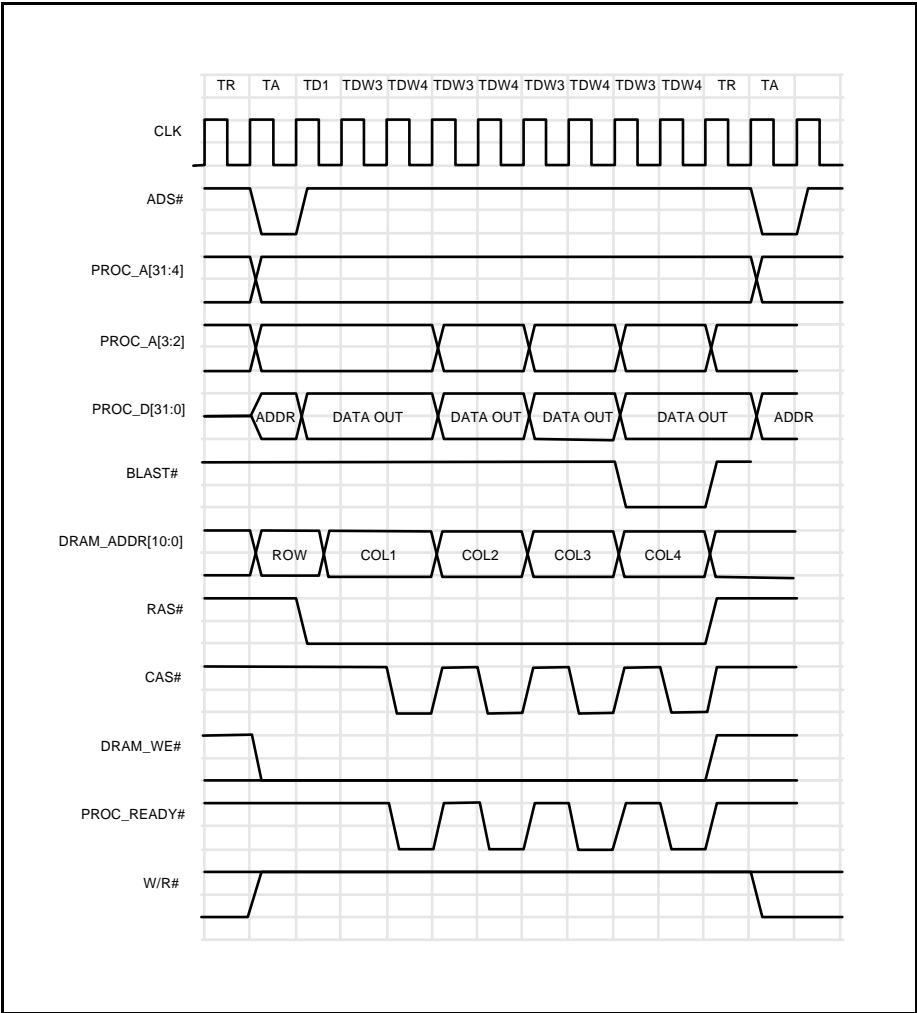 TR TA TD1 TDW3 TDW4 TDW3 TDW4 TDW3 TDW4 TDW3 TDW4 TR TA
CLK
ADS#
PROC_A[31:4]
PROC_A[3:2]
PROC_D[31:0] ADDR DATA OUT DATA OUT DATA OUT DATA OUT ADDR
BLAST#
DRAM_ADDR[10:0] ROW COL1 COL2 COL3 COL4
RAS#
CAS#
DRAM_WE#
PROC_READY#
W/R#